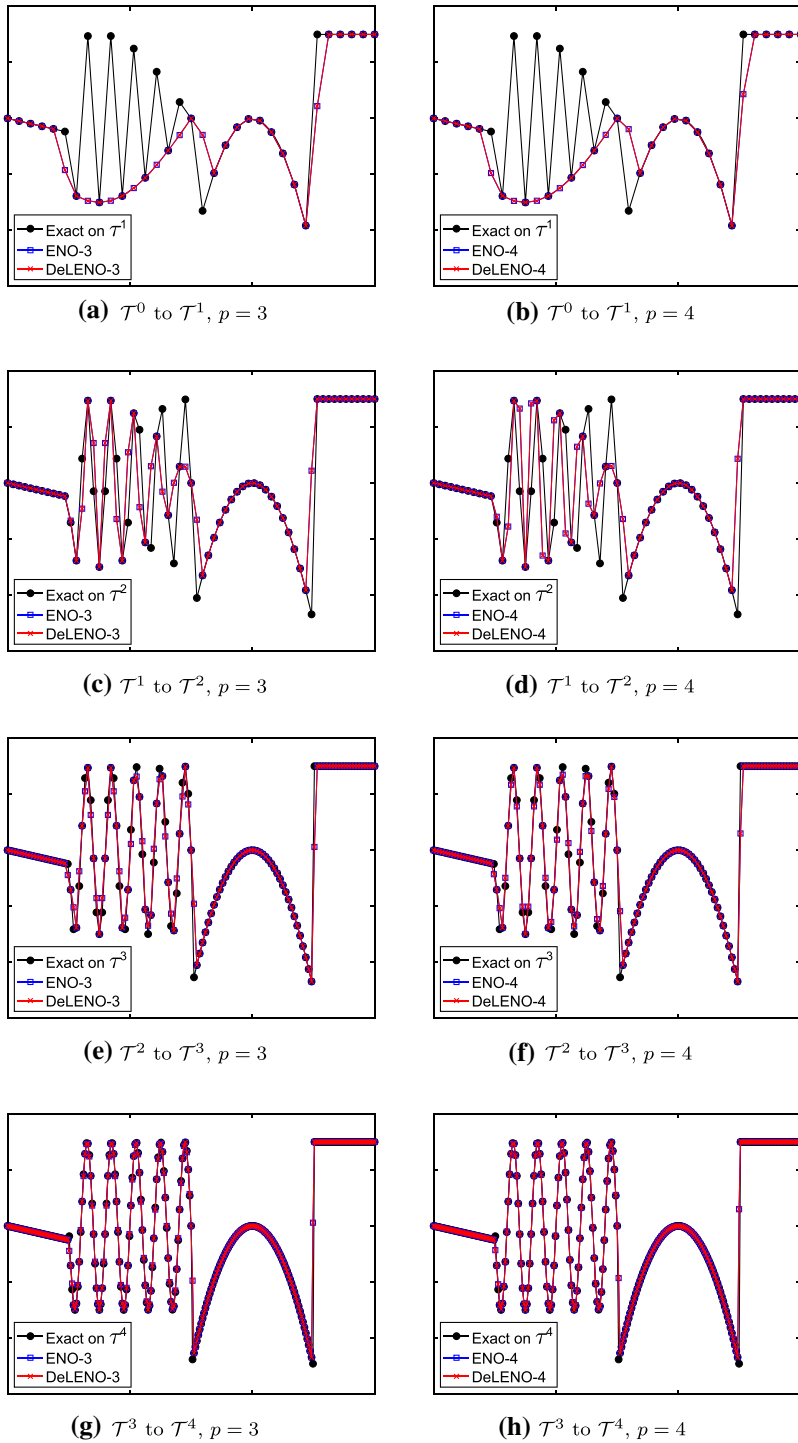 Exact on 𝒯¹
ENO-3
DeLENO-3
Exact on 𝒯¹
ENO-4
DeLENO-4
(a) 𝒯⁰ to 𝒯¹, p = 3
(b) 𝒯⁰ to 𝒯¹, p = 4
Exact on 𝒯²
ENO-3
DeLENO-3
Exact on 𝒯²
ENO-4
DeLENO-4
(c) 𝒯¹ to 𝒯², p = 3
(d) 𝒯¹ to 𝒯², p = 4
Exact on 𝒯³
ENO-3
DeLENO-3
Exact on 𝒯³
ENO-4
DeLENO-4
(e) 𝒯² to 𝒯³, p = 3
(f) 𝒯² to 𝒯³, p = 4
Exact on 𝒯⁴
ENO-3
DeLENO-3
Exact on 𝒯⁴
ENO-4
DeLENO-4
(g) 𝒯³ to 𝒯⁴, p = 3
(h) 𝒯³ to 𝒯⁴, p = 4